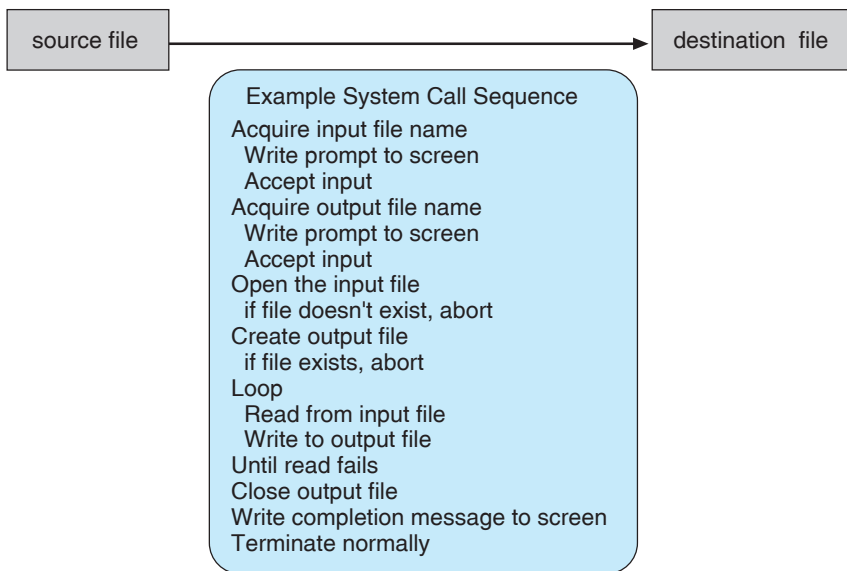 source file
destination file
Example System Call Sequence
Acquire input file name
Write prompt to screen
Accept input
Acquire output file name
Write prompt to screen
Accept input
Open the input file
if file doesn't exist, abort
Create output file
if file exists, abort
Loop
Read from input file
Write to output file
Until read fails
Close output file
Write completion message to screen
Terminate normally